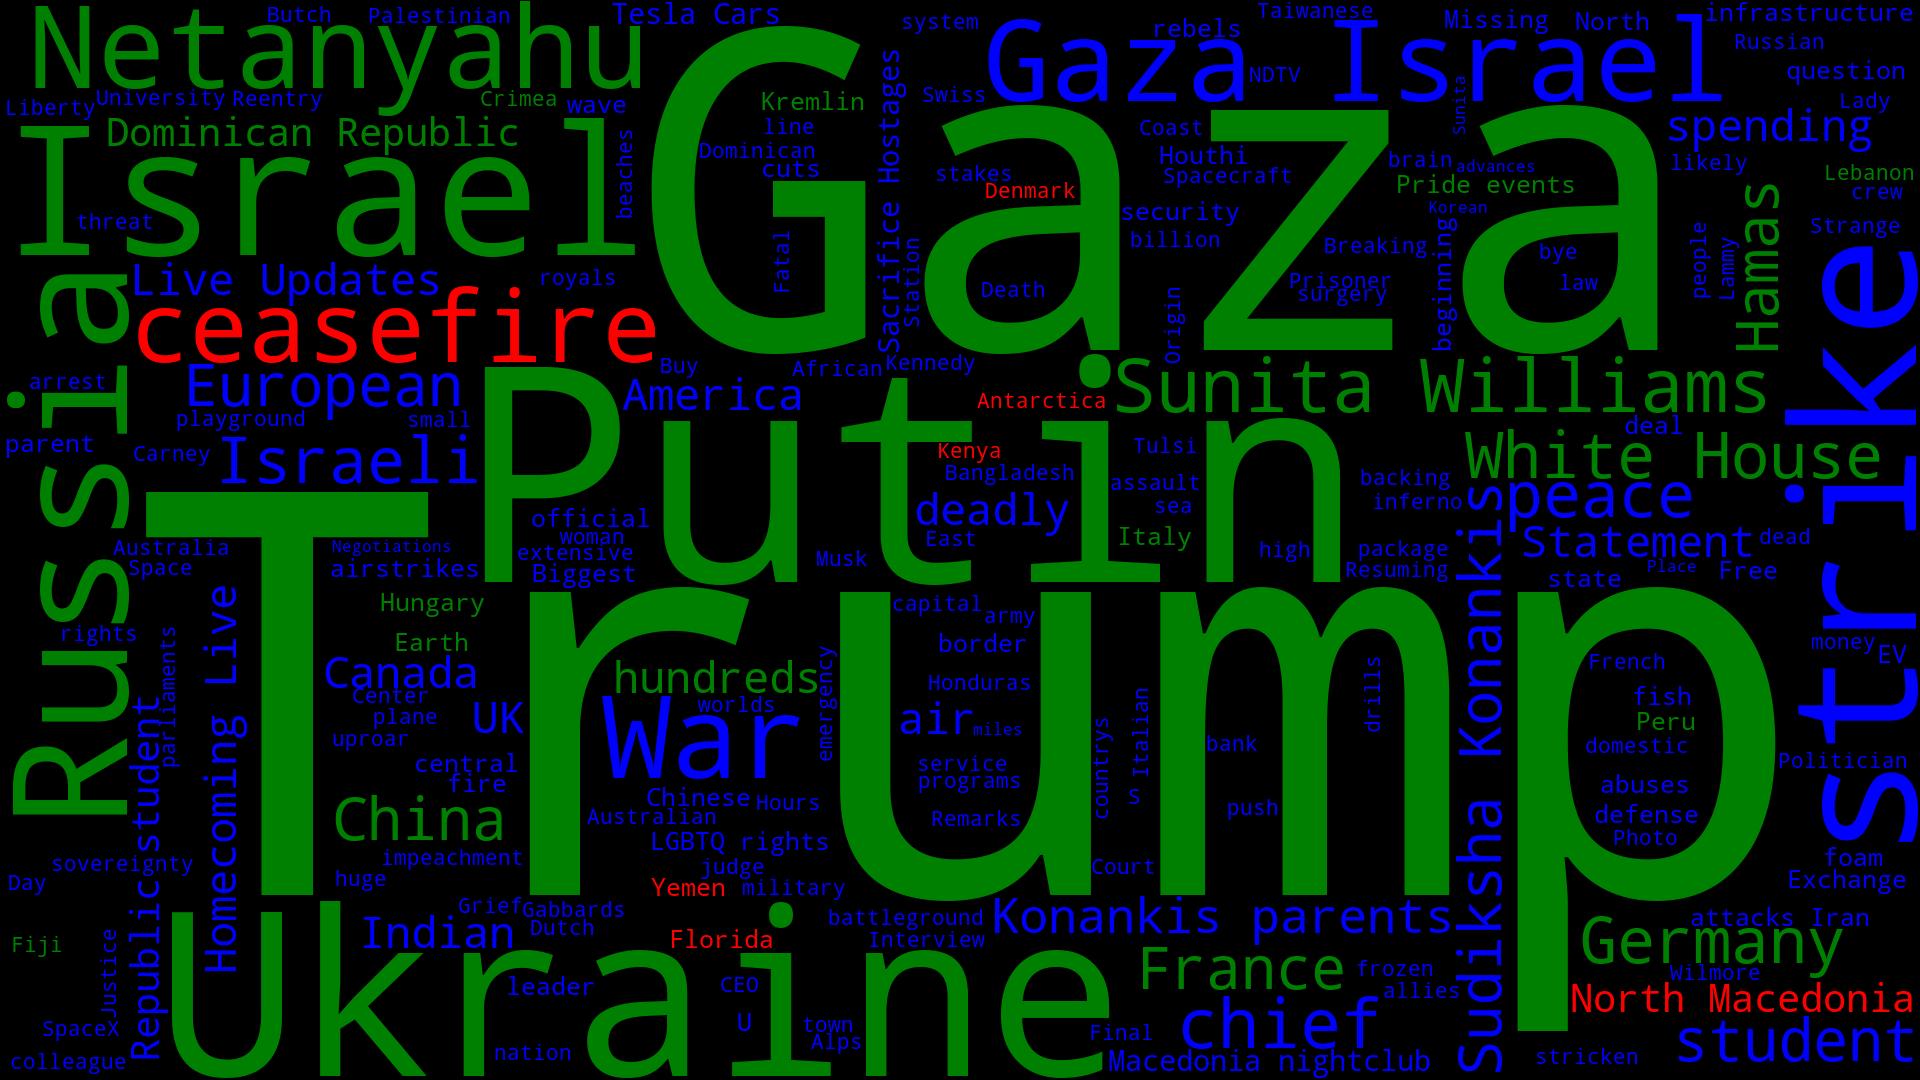 Butch
Palestinian
Tesla Cars
system
rebels
Taiwanese
Missing
North
infrastructure
Netanyahu
Gaza Israel
Russian
question
NDTV
Swiss
Lady
Liberty
University
Reentry
Crimea
wave
Kremlin
Gaza
Sunita
spending
Dominican Republic
line
Coast
Israel
beaches
Dominican
cuts
Sacrifice Hostages
Houthi
brain
advances
likely
Lebanon
stakes
Spacecraft
Pride events
crew
Denmark
Korean
Hamas
threat
security
Strange
Fatal
Station
billion
Breaking
beginning
bye
people
Lammy
Live Updates
royals
Death
Prisoner
law
surgery
Origin
Russia
ceasefire
strike
Buy
African
Kennedy
arrest
European
America
Antarctica
Sunita Williams
playground
small
Putin
deal
parent
Carney
Israeli
Kenya
Tulsi
White House
Bangladesh
assault
backing
peace
deadly
sea
inferno
official
woman
East
Italy
Statement
dead
Australia
Negotiations
extensive
Musk
high
package
Space
airstrikes
Biggest
Resuming
Place
Free
state
Trump
Hungary
capital
army
rights
Earth
border
Sudiksha Konankis
money
EV
parliaments
Homecoming Live
Canada
hundreds
emergency
Honduras
drills
French
Center
worlds
fish
plane
UK
War
air
miles
countrys
Italian
Peru
uproar
bank
domestic
central
service
Politician
fire
programs
abuses
China
Chinese
Hours
S
push
defense
Australian
Remarks
Photo
LGBTQ rights
sovereignty
impeachment
judge
Court
foam
Day
huge
Yemen
military
Exchange
Republic student
Grief
Gabbards
battleground
Konankis parents
attacks Iran
Fiji
Indian
Dutch
Florida
Interview
Germany
Justice
Ukraine
France
frozen
Wilmore
leader
CEO
allies
North Macedonia
SpaceX
U
town
chief
Final
Alps
student
colleague
nation
Macedonia nightclub
stricken